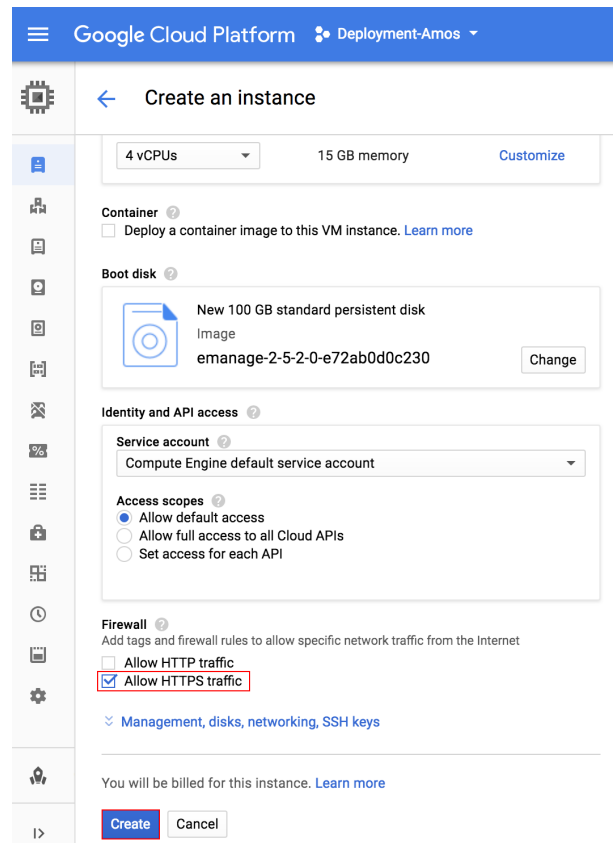 Google Cloud Platform Deployment-Amos
Create an instance
4 vCPUs 15 GB memory Customize
Container
Deploy a container image to this VM instance. Learn more
Boot disk
New 100 GB standard persistent disk
Image
emanage-2-5-2-0-e72ab0d0c230
Change
Identity and API access
Service account
Compute Engine default service account
Access scopes
Allow default access
Allow full access to all Cloud APIs
Set access for each API
Firewall
Add tags and firewall rules to allow specific network traffic from the Internet
Allow HTTP traffic
Allow HTTPS traffic
Management, disks, networking, SSH keys
You will be billed for this instance. Learn more
Create Cancel